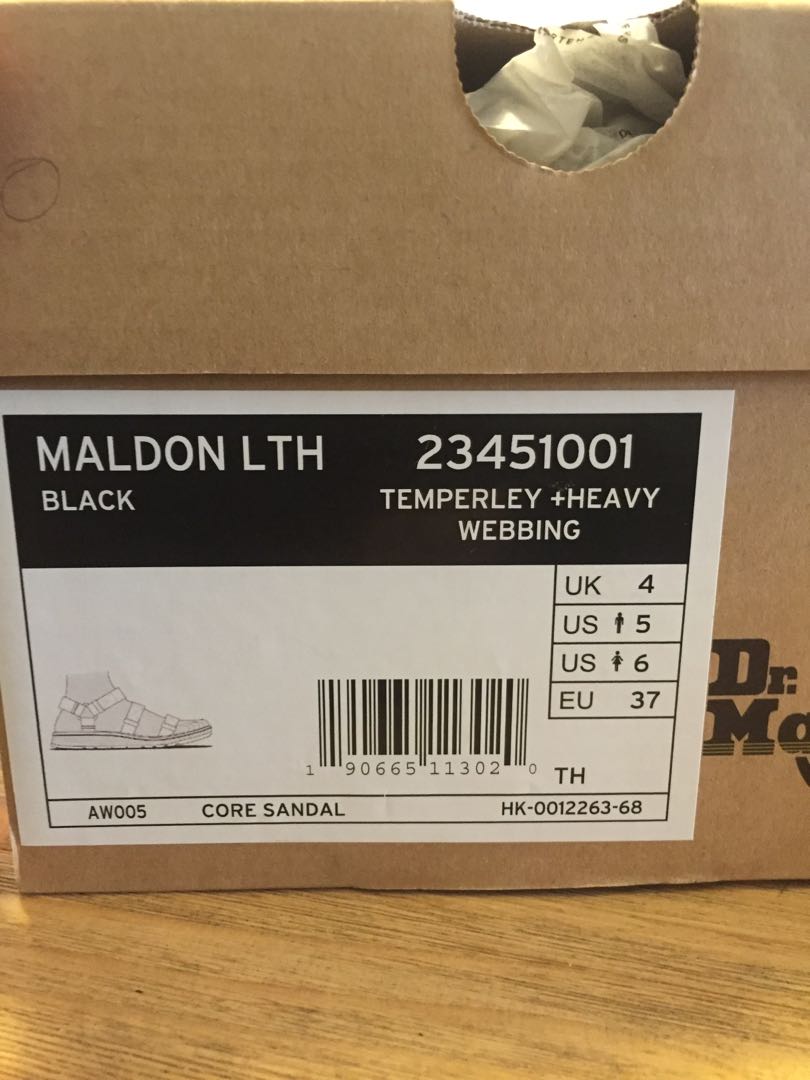 MALDON LTH 23451001
BLACK TEMPERLEY +HEAVY
WEBBING
UK 4
US 5
US 6
EU 37
1 90665 11302 0 TH
AW005 CORE SANDAL HK-0012263-68
Dr.